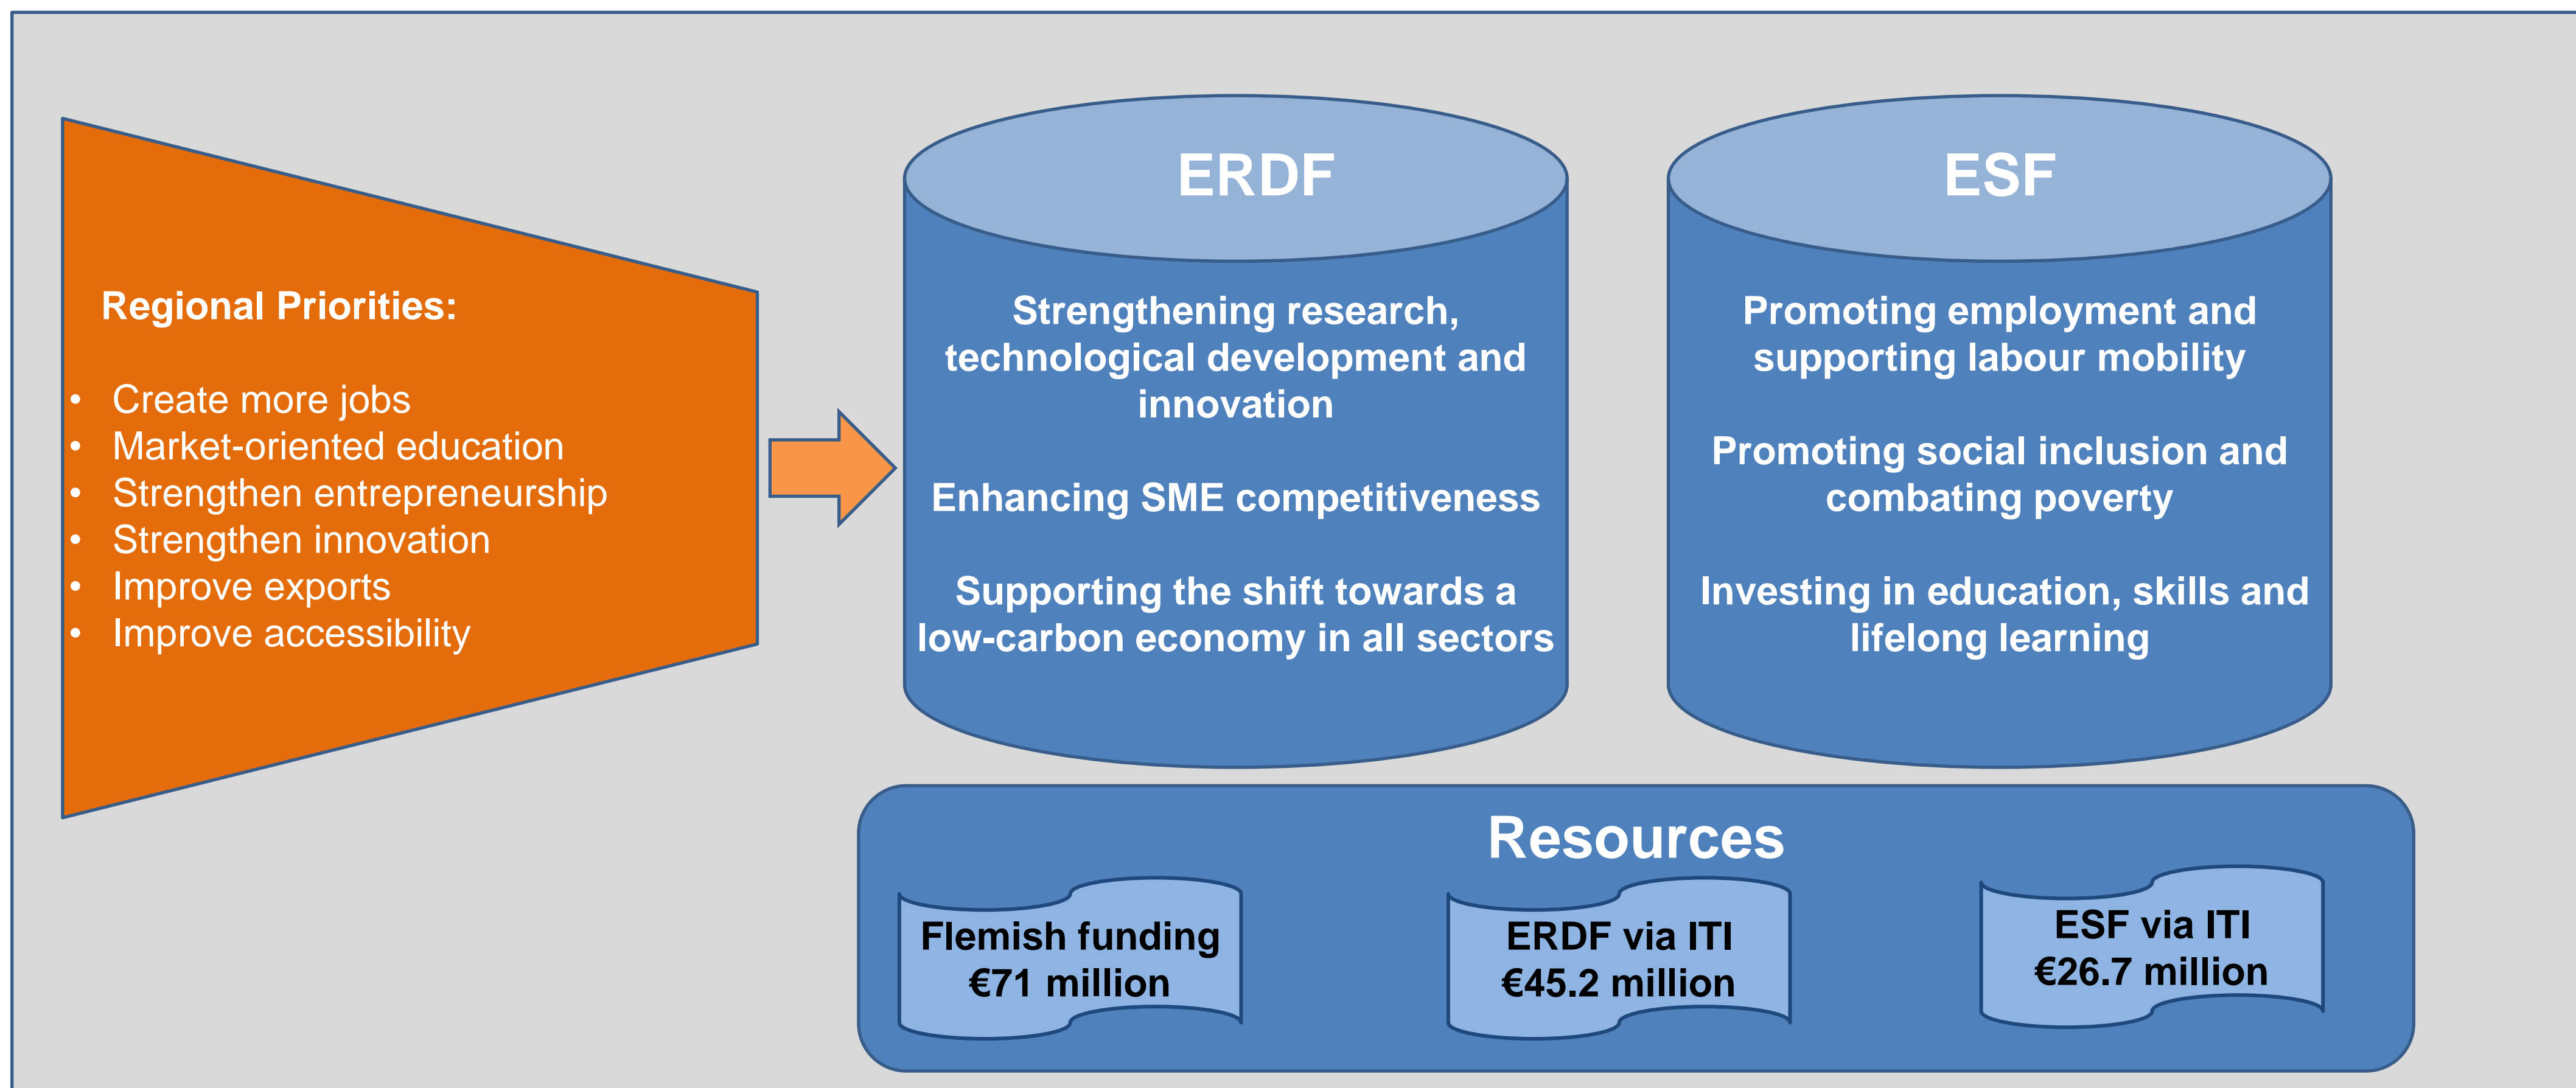 Regional Priorities:
• Create more jobs
• Market-oriented education
• Strengthen entrepreneurship
• Strengthen innovation
• Improve exports
• Improve accessibility
ERDF
Strengthening research,
technological development and
innovation
Enhancing SME competitiveness
Supporting the shift towards a
low-carbon economy in all sectors
ESF
Promoting employment and
supporting labour mobility
Promoting social inclusion and
combating poverty
Investing in education, skills and
lifelong learning
Resources
Flemish funding
€71 million
ERDF via ITI
€45.2 million
ESF via ITI
€26.7 million